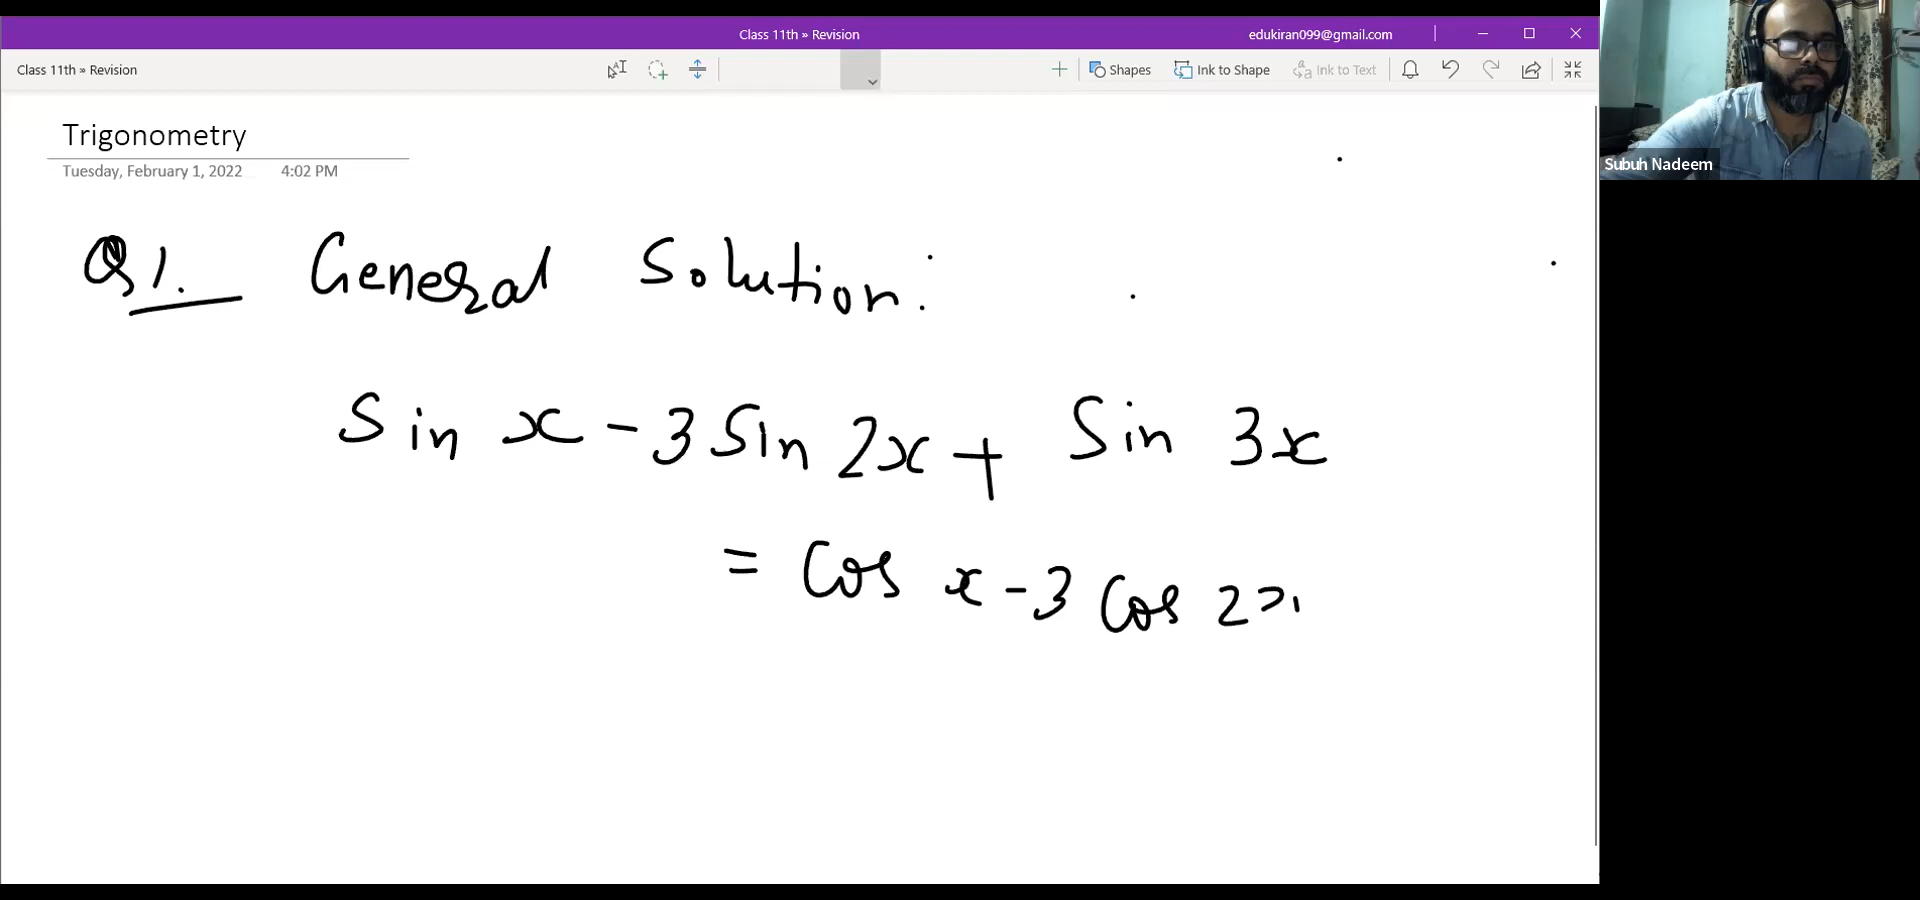 Class 11th » Revision
edukiran099@gmail.com
Class 11th » Revision
Shapes
Ink to Shape
Ink to Text
Trigonometry
Tuesday, February 1, 2022 4:02 PM
Subuh Nadeem
Q1. General Solution:
Sin x - 3 Sin 2x + Sin 3x
= Cos x - 3 Cos 2